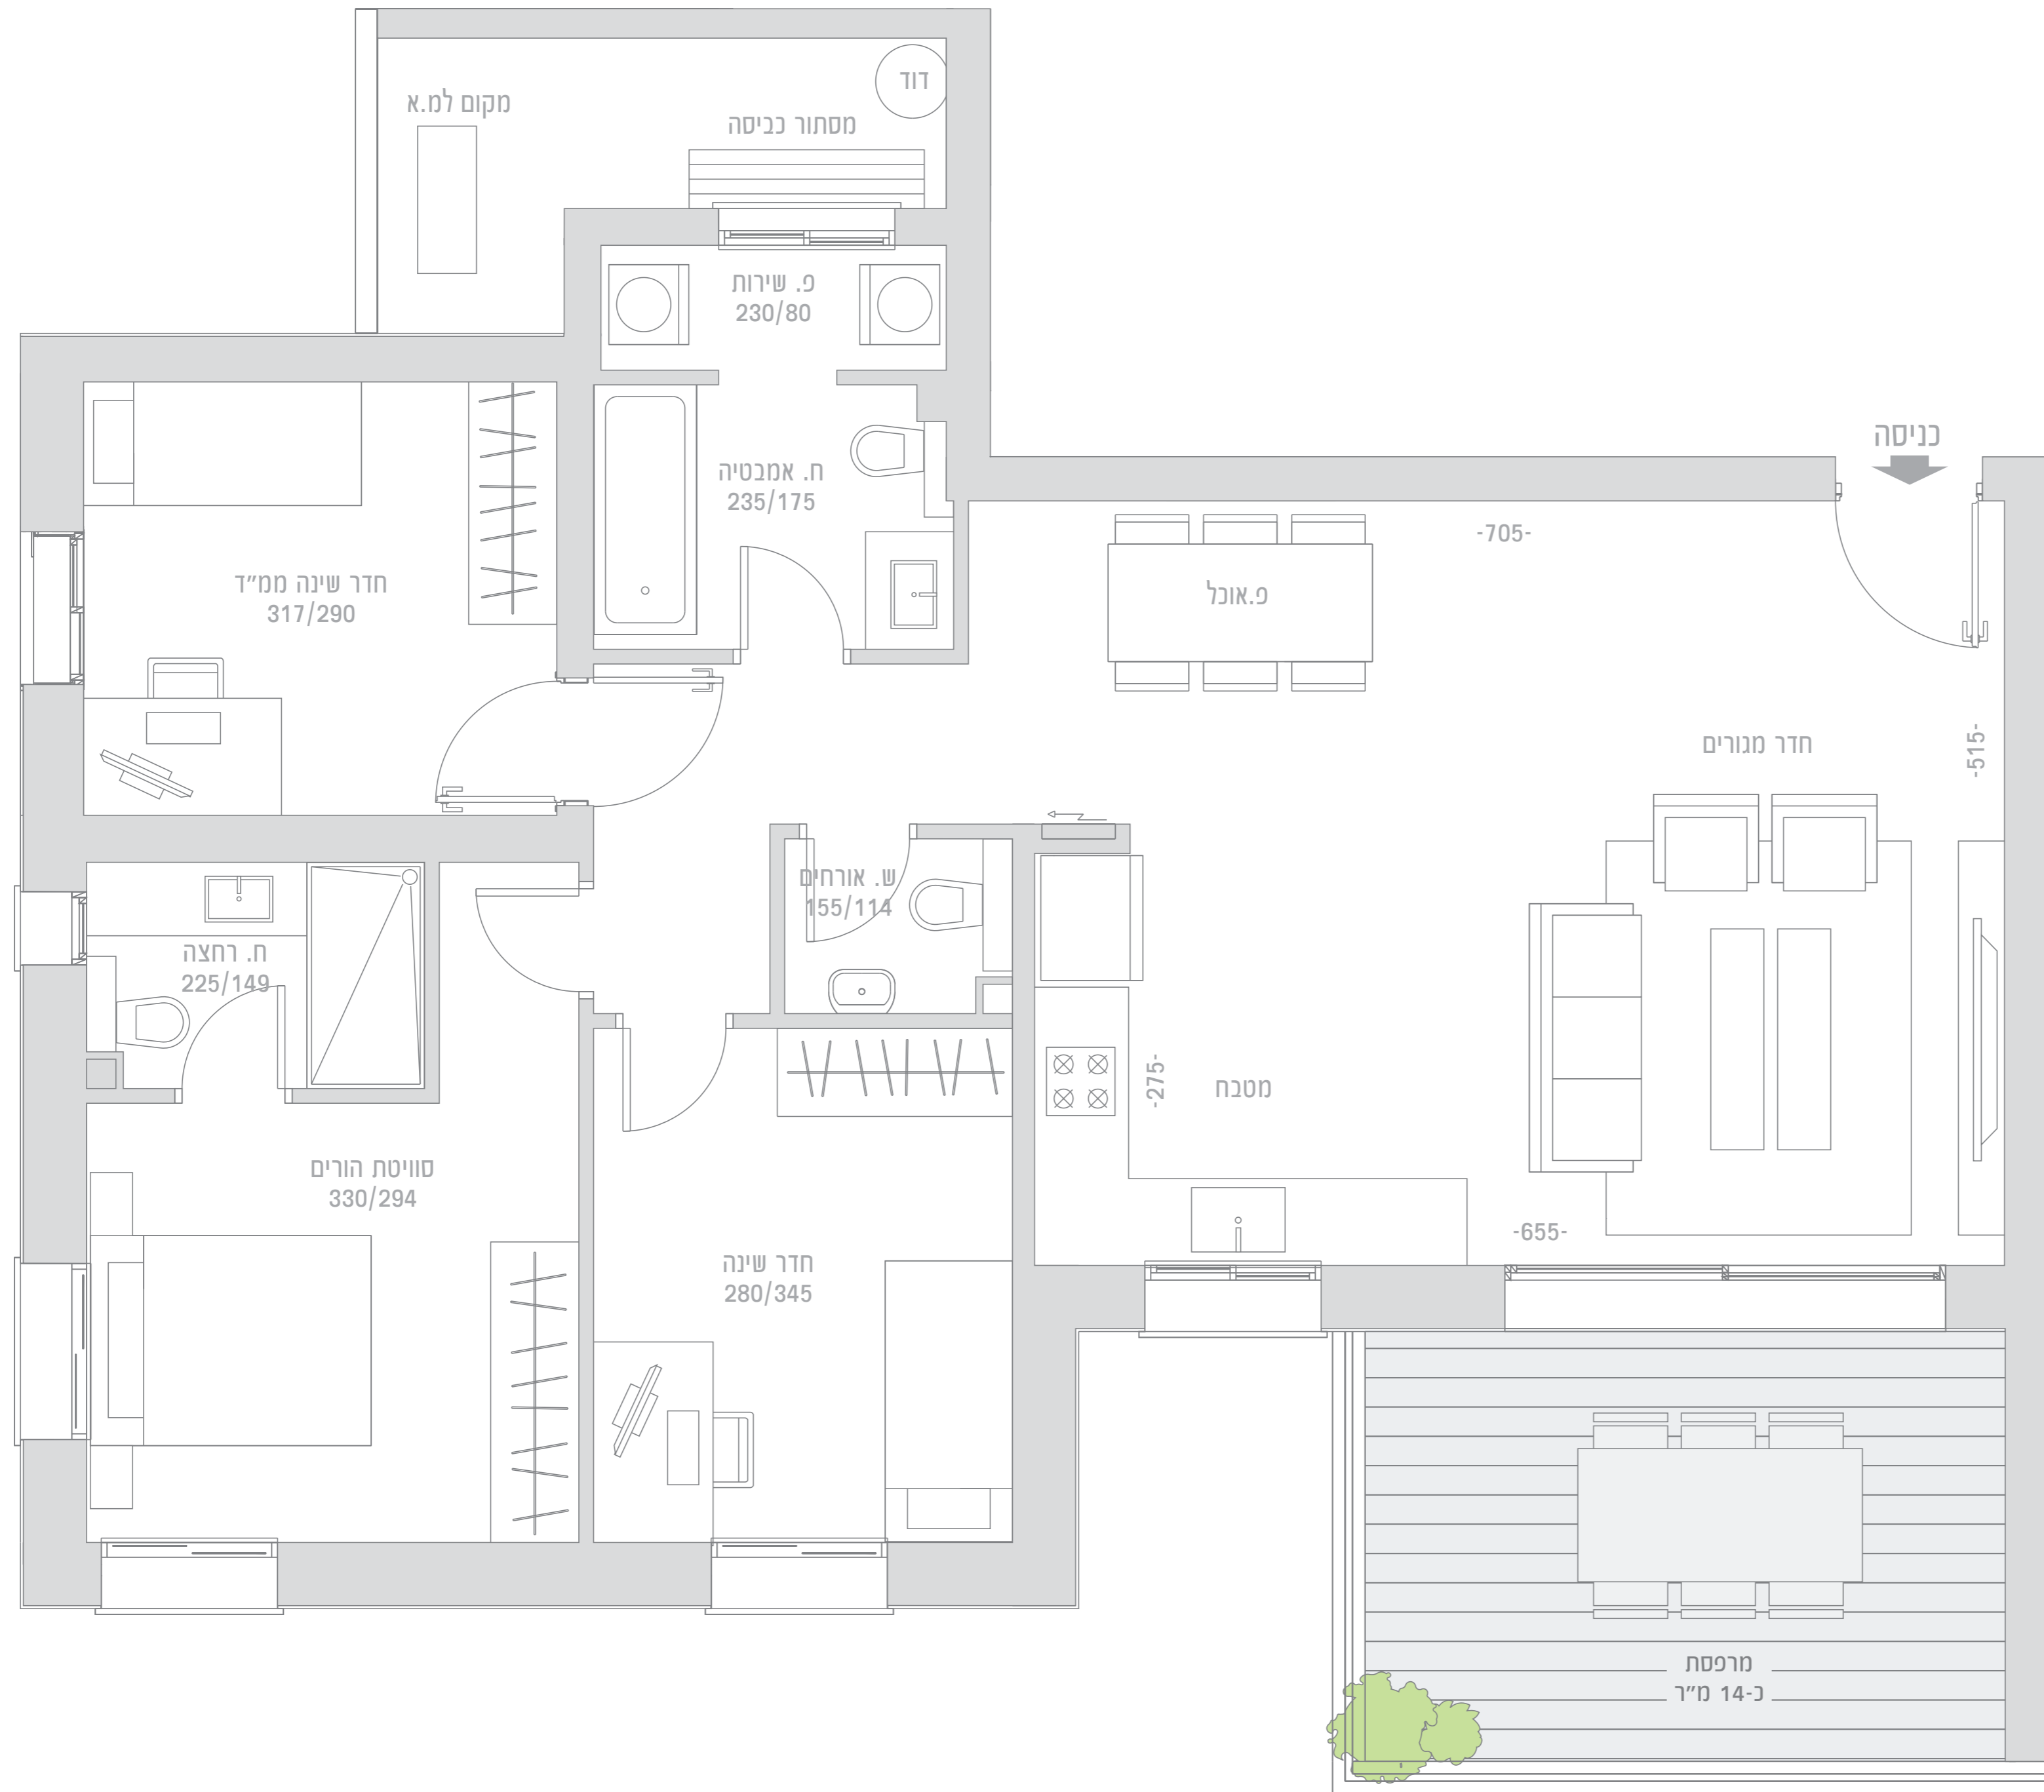 דוד
מקום למ.א
מסתור כביסה
פ. שירות
230/80
כניסה
ח. אמבטיה
235/175
-705-
פ.אוכל
חדר שינה ממ״ד
317/290
חדר מגורים
-515-
ש. אורחים
155/114
ח. רחצה
225/149
-275-
מטבח
סוויטת הורים
330/294
-655-
חדר שינה
280/345
מרפסת
כ-14 מ״ר